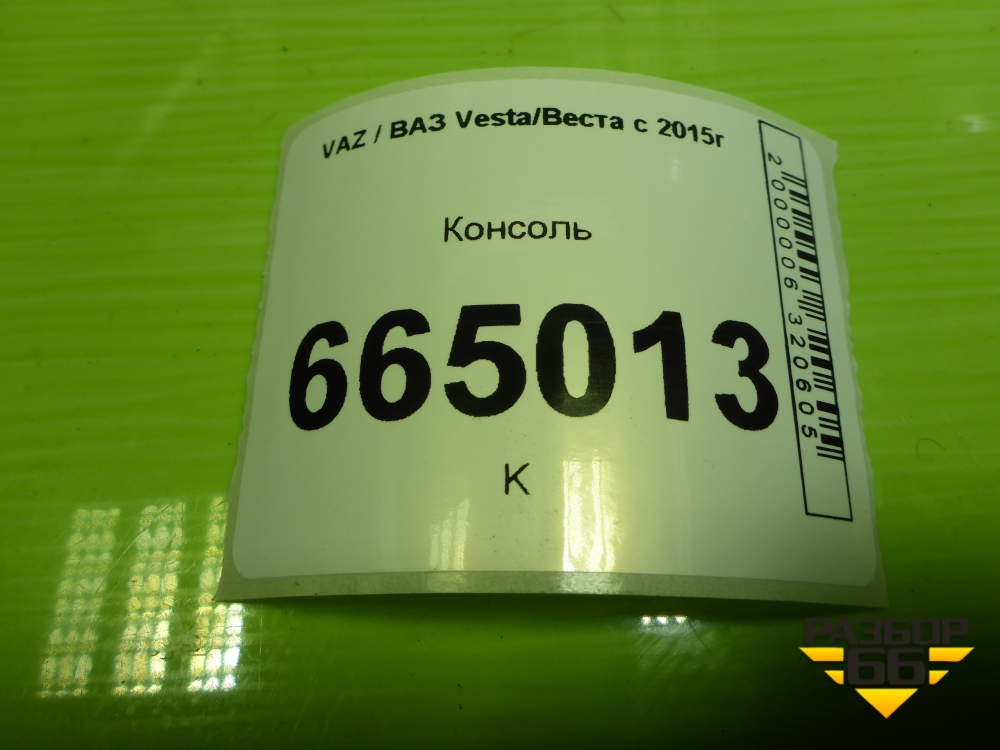 VAZ / ВАЗ Vesta/Веста с 2015г
Консоль
665013
К
2000006320605
РАЗБОР
66